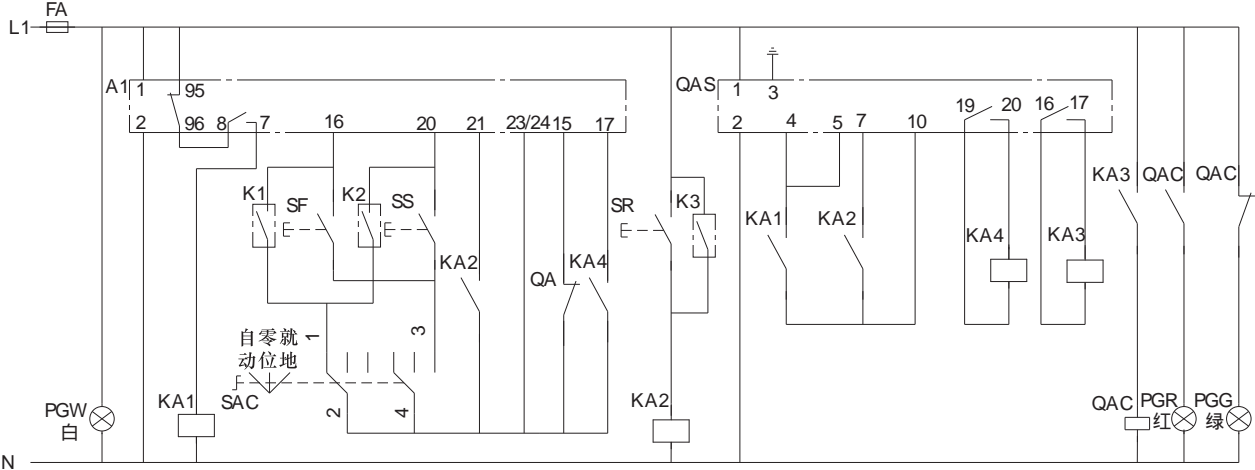 FA
L1
A1 1 95 QAS 1 3
19 20 16 17
2 96 8 7 16 20 21 23/24 15 17 2 4 5 7 10
KA3 QAC QAC
K1 SF K2 SS SR K3
KA1 KA2
KA2 QA KA4 KA4 KA3
1 3
自零就
动位地
SAC
2 4
PGW
白
KA1
KA2
QAC PGR PGG
红 绿
N